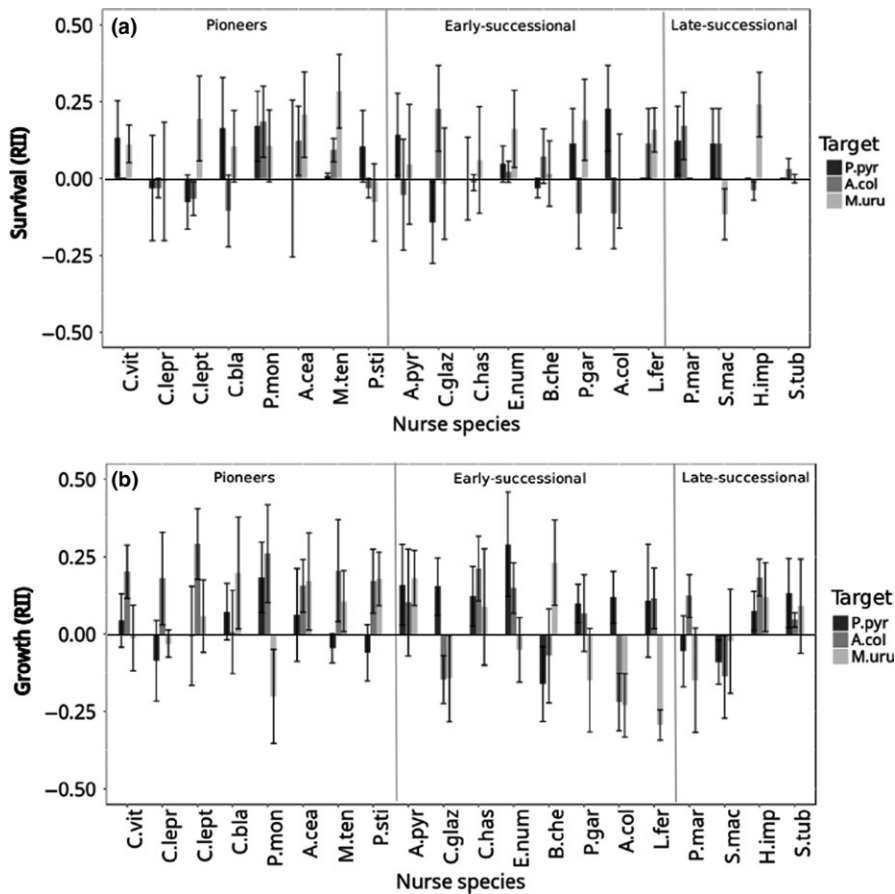 (a)
Pioneers
Early-successional
Late-successional
Survival (RII)
0.50
0.25
0.00
−0.25
−0.50
C.vit
C.lepr
C.lept
C.bla
P.mon
A.cea
M.ten
P.sti
A.pyr
C.glaz
C.has
E.num
B.che
P.gar
A.col
L.fer
P.mar
S.mac
H.imp
S.tub
Nurse species
Target
P.pyr
A.col
M.uru
(b)
Pioneers
Early-successional
Late-successional
Growth (RII)
0.50
0.25
0.00
−0.25
−0.50
C.vit
C.lepr
C.lept
C.bla
P.mon
A.cea
M.ten
P.sti
A.pyr
C.glaz
C.has
E.num
B.che
P.gar
A.col
L.fer
P.mar
S.mac
H.imp
S.tub
Nurse species
Target
P.pyr
A.col
M.uru